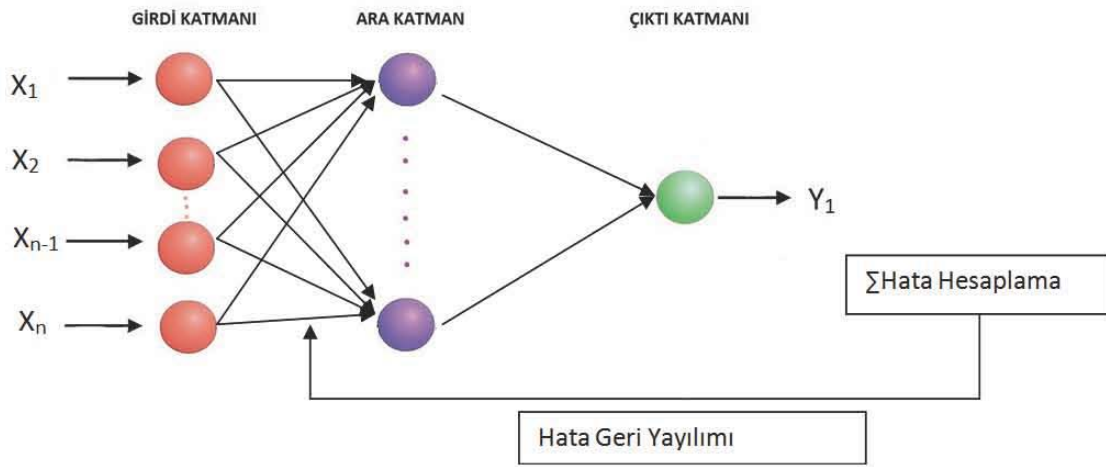 GİRDİ KATMANI ARA KATMAN ÇIKTI KATMANI
X1
X2
Xn-1
Xn
Y1
∑Hata Hesaplama
Hata Geri Yayılımı